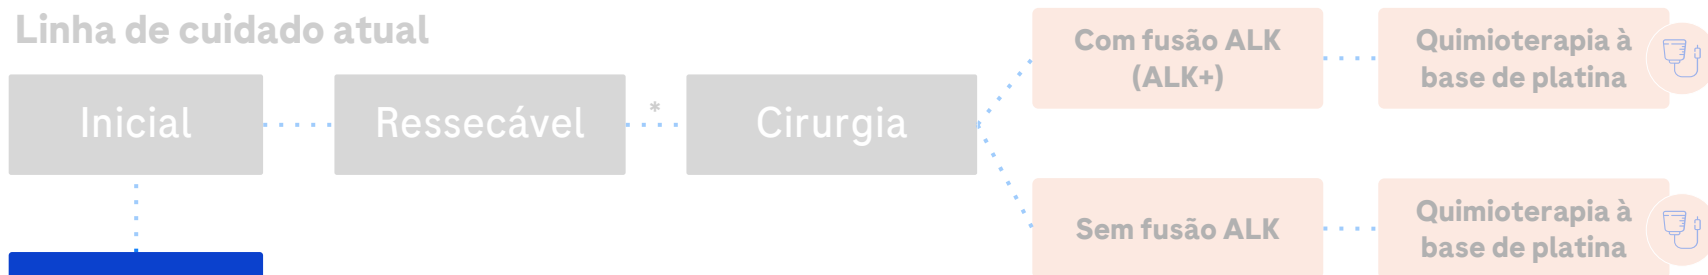 Linha de cuidado atual
Inicial
Ressecável
*
Cirurgia
Com fusão ALK
(ALK+)
Quimioterapia à
base de platina
Sem fusão ALK
Quimioterapia à
base de platina